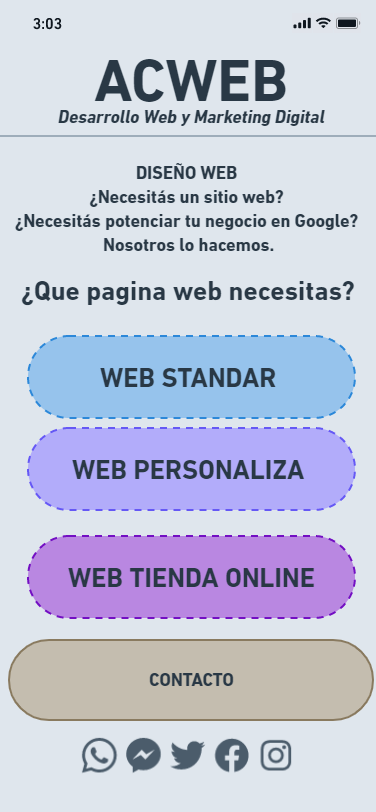 3:03
ACWEB
Desarrollo Web y Marketing Digital
DISEÑO WEB
¿Necesitás un sitio web?
¿Necesitás potenciar tu negocio en Google?
Nosotros lo hacemos.
¿Que pagina web necesitas?
WEB STANDAR
WEB PERSONALIZA
WEB TIENDA ONLINE
CONTACTO